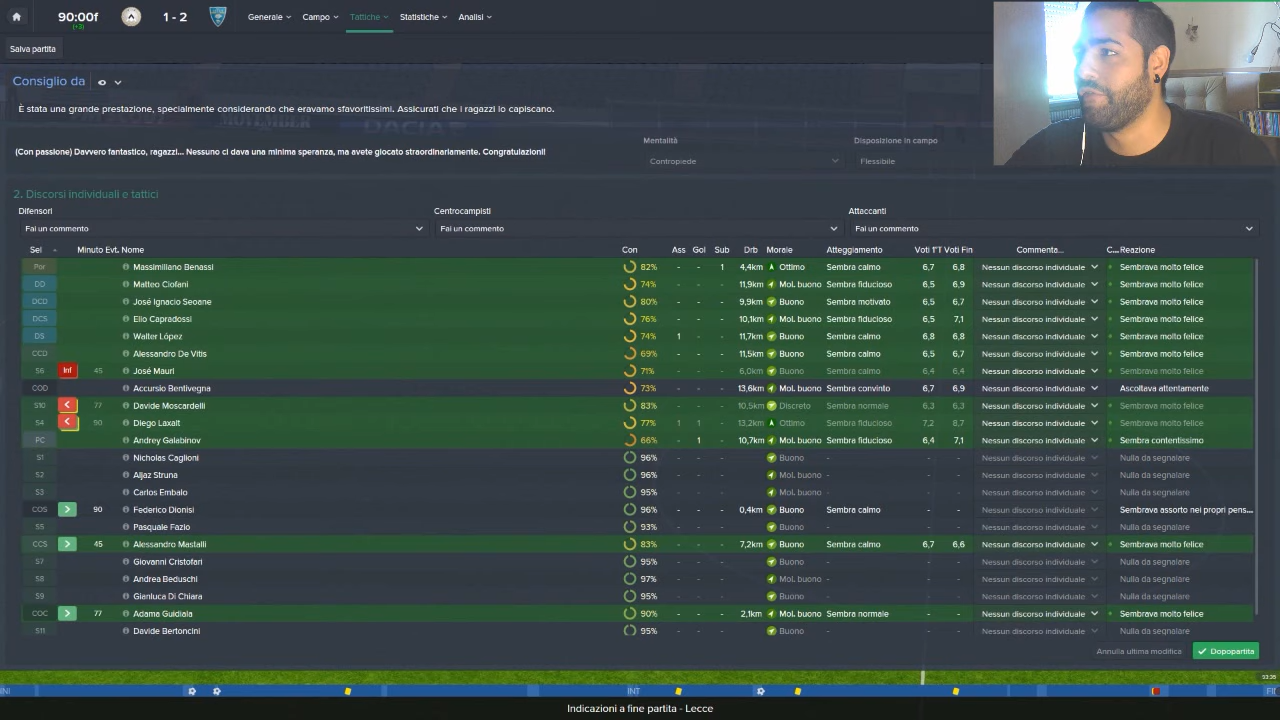 90:00f 1 - 2 Generale Campo Tattiche Statistiche Analisi
(+3)
Salva partita
Consiglio da
È stata una grande prestazione, specialmente considerando che eravamo sfavoritissimi. Assicurati che i ragazzi lo capiscano.
MOVEMBER DACIA
Mentalità Disposizione in campo
(Con passione) Davvero fantastico, ragazzi... Nessuno ci dava una minima speranza, ma avete giocato straordinariamente. Congratulazioni!
Contropiede Flessibile
2. Discorsi individuali e tattici
Difensori Centrocampisti Attaccanti
Fai un commento Fai un commento Fai un commento
Sel Minuto Evt. Nome Con Ass Gol Sub Drb Morale Atteggiamento Voti 1°T Voti Fin Commenta... C... Reazione
Por Massimiliano Benassi 82% - - 1 4,4km Ottimo Sembra calmo 6,7 6,8 Nessun discorso individuale Sembrava molto felice
DD Matteo Ciofani 74% - - - 11,9km Mol. buono Sembra fiducioso 6,5 6,9 Nessun discorso individuale Sembrava molto felice
DCD José Ignacio Seoane 80% - - - 9,9km Buono Sembra motivato 6,5 6,7 Nessun discorso individuale Sembrava molto felice
DCS Elio Capradossi 76% - - - 10,1km Mol. buono Sembra fiducioso 6,5 7,1 Nessun discorso individuale Sembrava molto felice
DS Walter López 74% 1 - - 11,7km Buono Sembra fiducioso 6,8 6,8 Nessun discorso individuale Sembrava molto felice
CCD Alessandro De Vitis 69% - - - 11,5km Buono Sembra calmo 6,5 6,7 Nessun discorso individuale Sembrava molto felice
S6 Inf 45 José Mauri 71% - - - 6,0km Buono Sembra calmo 6,4 6,4 Nessun discorso individuale Sembrava molto felice
COD Accursio Bentivegna 73% - - - 13,6km Mol. buono Sembra convinto 6,7 6,9 Nessun discorso individuale Ascoltava attentamente
S10 77 Davide Moscardelli 83% - - - 10,5km Discreto Sembra normale 6,3 6,3 Nessun discorso individuale Sembrava molto felice
S4 90 Diego Laxalt 77% 1 1 - 13,2km Ottimo Sembra fiducioso 7,2 8,7 Nessun discorso individuale Sembrava molto felice
PC Andrey Galabinov 66% - 1 - 10,7km Mol. buono Sembra fiducioso 6,4 7,1 Nessun discorso individuale Sembra contentissimo
S1 Nicholas Caglioni 96% - - - Buono - - - Nessun discorso individuale Nulla da segnalare
S2 Aljaz Struna 96% - - - Mol. buono - - - Nessun discorso individuale Nulla da segnalare
S3 Carlos Embalo 95% - - - Mol. buono - - - Nessun discorso individuale Nulla da segnalare
COS 90 Federico Dionisi 96% - - - 0,4km Buono Sembra calmo - - Nessun discorso individuale Sembrava assorto nei propri pens...
S5 Pasquale Fazio 93% - - - Buono - - - Nessun discorso individuale Nulla da segnalare
CCS 45 Alessandro Mastalli 83% - - - 7,2km Buono Sembra calmo 6,7 6,6 Nessun discorso individuale Sembrava molto felice
S7 Giovanni Cristofari 95% - - - Buono - - - Nessun discorso individuale Nulla da segnalare
S8 Andrea Beduschi 97% - - - Mol. buono - - - Nessun discorso individuale Nulla da segnalare
S9 Gianluca Di Chiara 95% - - - Buono - - - Nessun discorso individuale Nulla da segnalare
COC 77 Adama Guidiala 90% - - - 2,1km Mol. buono Sembra normale - - Nessun discorso individuale Sembrava molto felice
S11 Davide Bertoncini 95% - - - Buono - - - Nessun discorso individuale Nulla da segnalare
Annulla ultima modifica Dopopartita
93:35
INI INT FI
Indicazioni a fine partita - Lecce